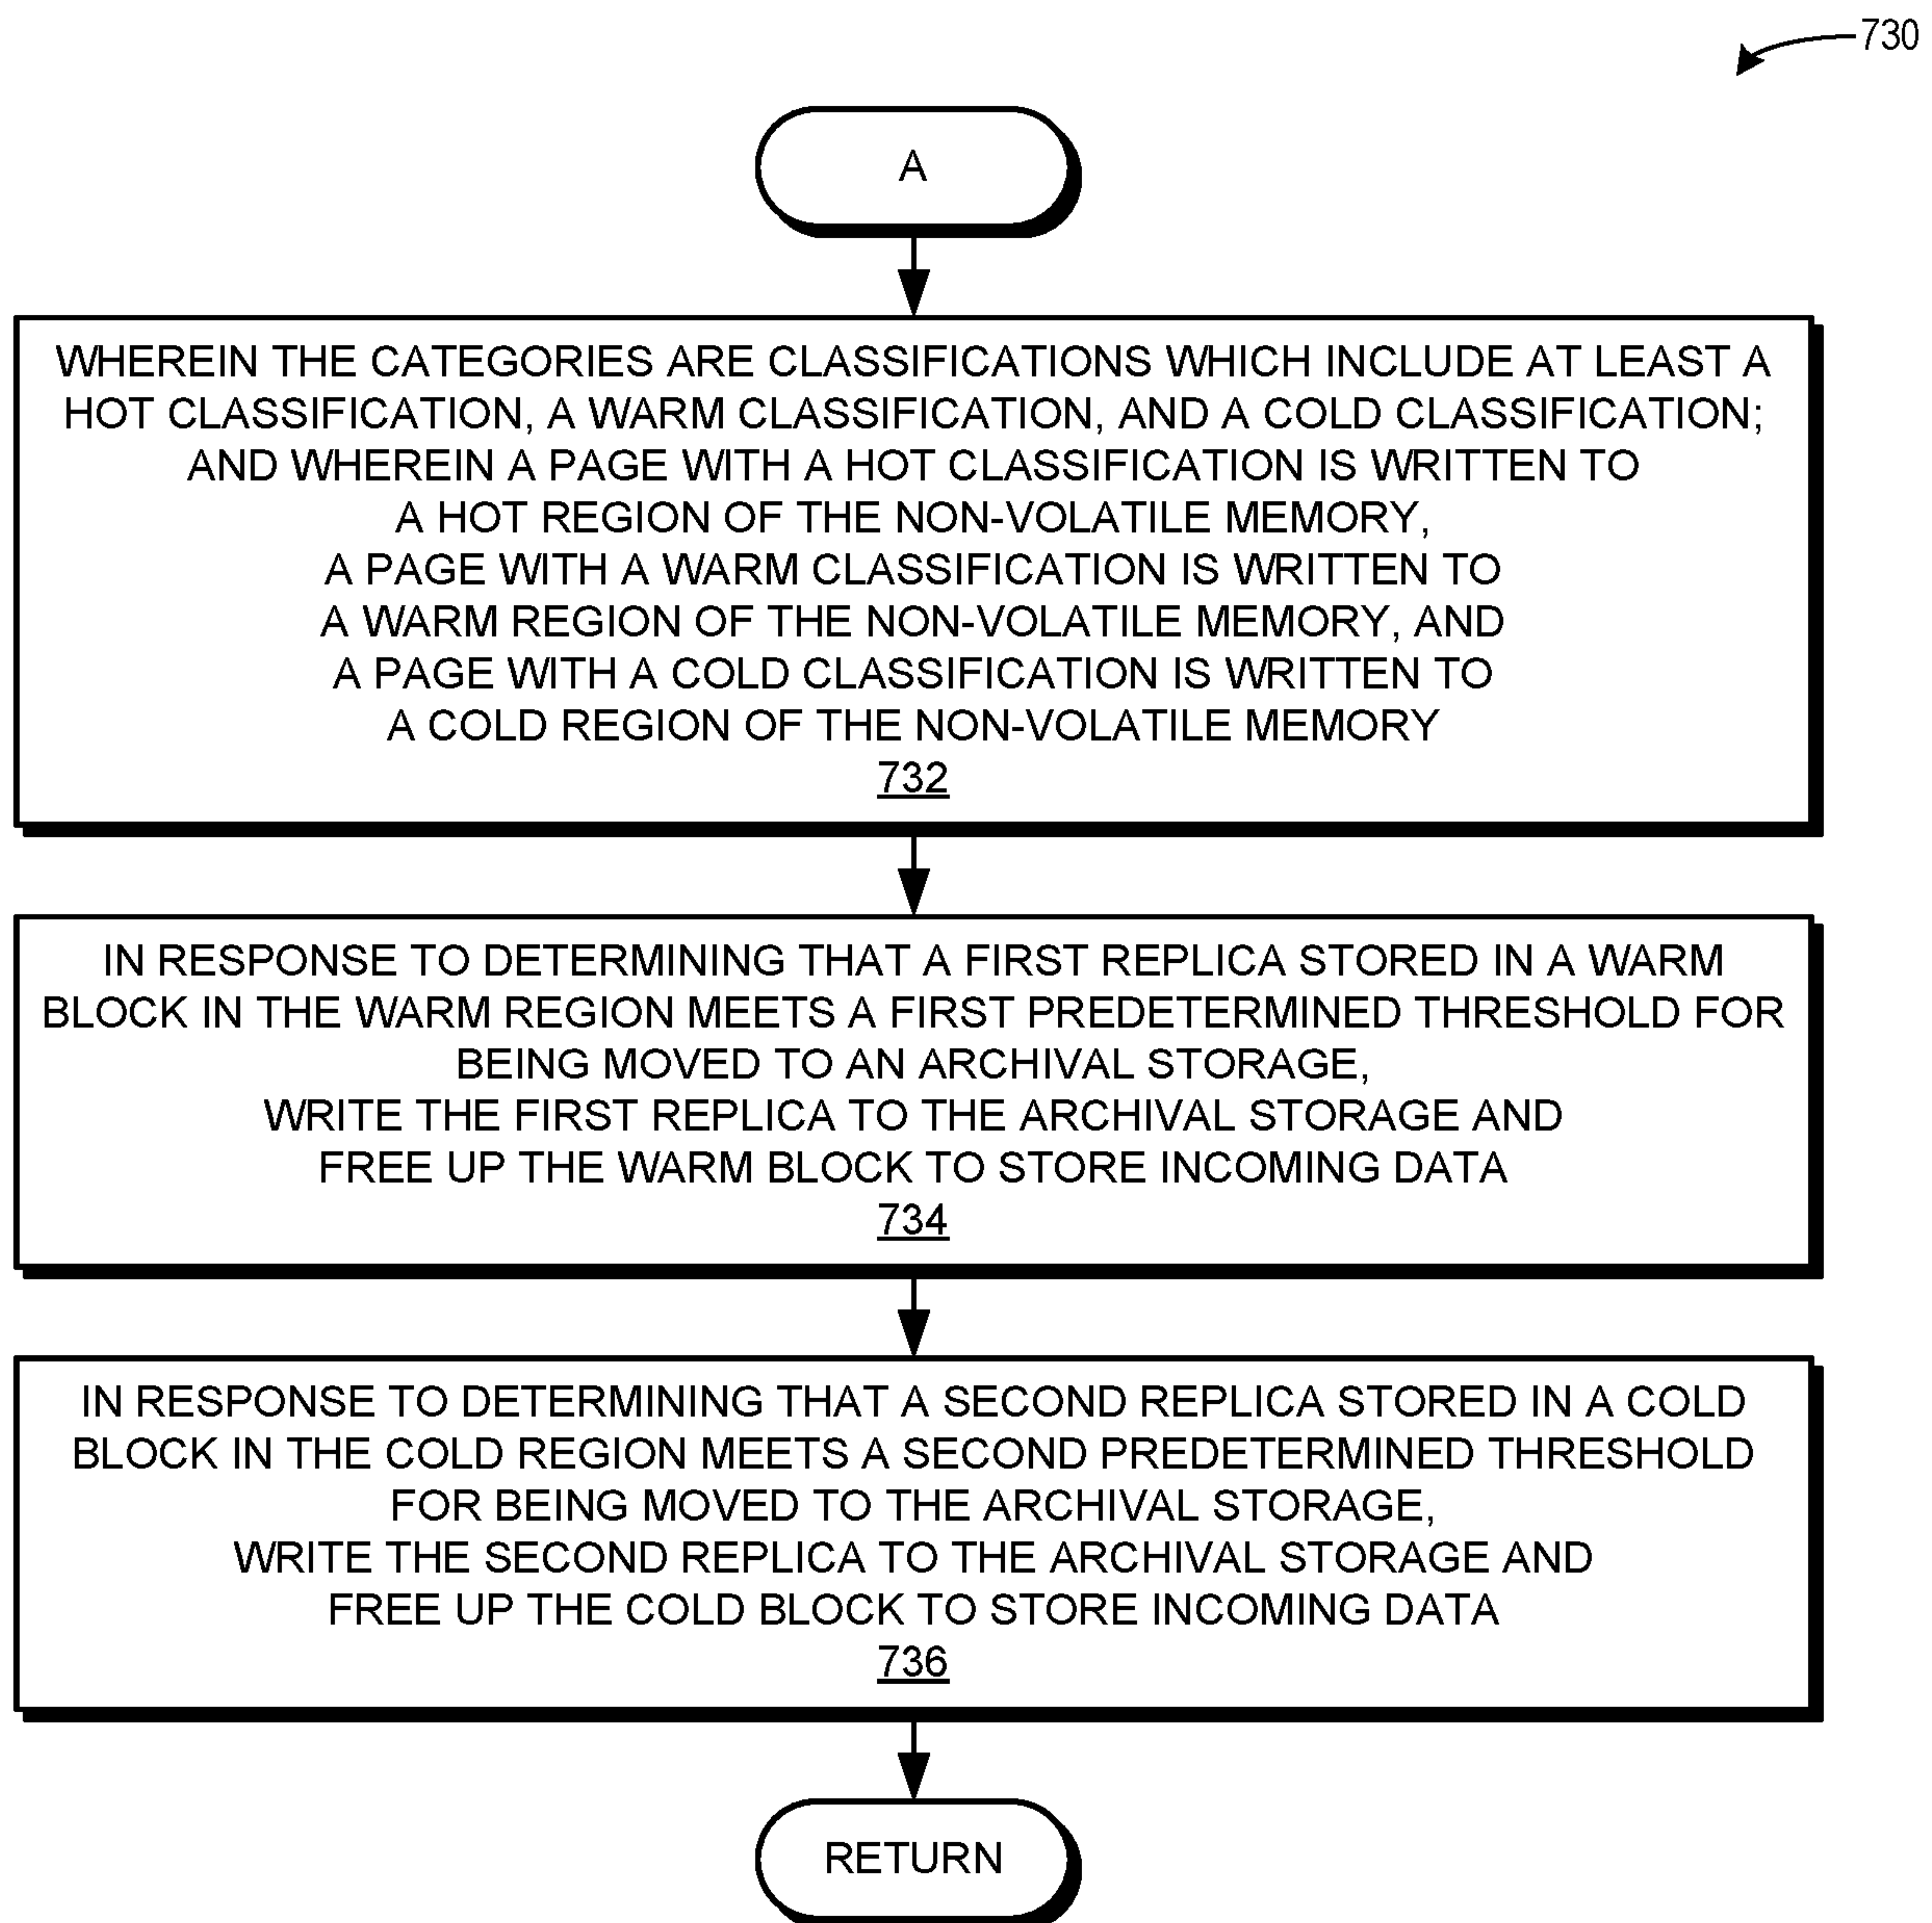 730
A
WHEREIN THE CATEGORIES ARE CLASSIFICATIONS WHICH INCLUDE AT LEAST A
HOT CLASSIFICATION, A WARM CLASSIFICATION, AND A COLD CLASSIFICATION;
AND WHEREIN A PAGE WITH A HOT CLASSIFICATION IS WRITTEN TO
A HOT REGION OF THE NON-VOLATILE MEMORY,
A PAGE WITH A WARM CLASSIFICATION IS WRITTEN TO
A WARM REGION OF THE NON-VOLATILE MEMORY, AND
A PAGE WITH A COLD CLASSIFICATION IS WRITTEN TO
A COLD REGION OF THE NON-VOLATILE MEMORY
732
IN RESPONSE TO DETERMINING THAT A FIRST REPLICA STORED IN A WARM
BLOCK IN THE WARM REGION MEETS A FIRST PREDETERMINED THRESHOLD FOR
BEING MOVED TO AN ARCHIVAL STORAGE,
WRITE THE FIRST REPLICA TO THE ARCHIVAL STORAGE AND
FREE UP THE WARM BLOCK TO STORE INCOMING DATA
734
IN RESPONSE TO DETERMINING THAT A SECOND REPLICA STORED IN A COLD
BLOCK IN THE COLD REGION MEETS A SECOND PREDETERMINED THRESHOLD
FOR BEING MOVED TO THE ARCHIVAL STORAGE,
WRITE THE SECOND REPLICA TO THE ARCHIVAL STORAGE AND
FREE UP THE COLD BLOCK TO STORE INCOMING DATA
736
RETURN